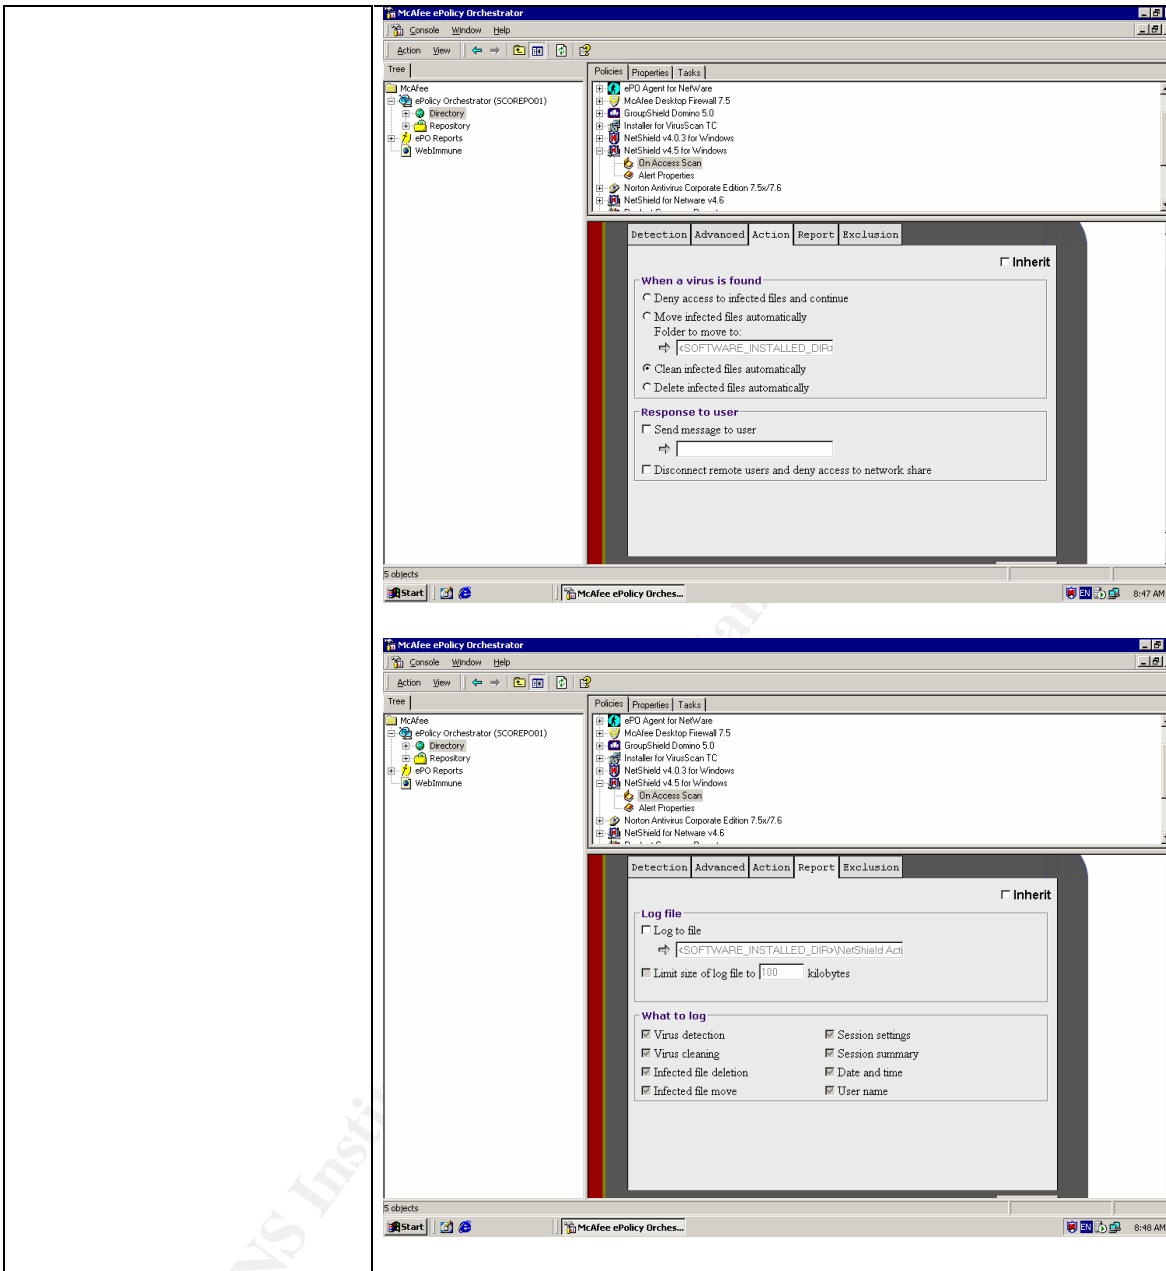 McAfee ePolicy Orchestrator
Console Window Help
Action View
Tree
Policies Properties Tasks
McAfee
ePolicy Orchestrator (SCOREPO01)
Directory
Repository
ePO Reports
WebImmune
ePO Agent for NetWare
McAfee Desktop Firewall 7.5
GroupShield Domino 5.0
Installer for VirusScan TC
NetShield v4.0.3 for Windows
NetShield v4.5 for Windows
On Access Scan
Alert Properties
Norton Antivirus Corporate Edition 7.5x/7.6
NetShield for Netware v4.6
Detection Advanced Action Report Exclusion
Inherit
When a virus is found
Deny access to infected files and continue
Move infected files automatically
Folder to move to:
<SOFTWARE_INSTALLED_DIR>
Clean infected files automatically
Delete infected files automatically
Response to user
Send message to user
Disconnect remote users and deny access to network share
5 objects
Start McAfee ePolicy Orches... EN 8:47 AM
McAfee ePolicy Orchestrator
Console Window Help
Action View
Tree
Policies Properties Tasks
McAfee
ePolicy Orchestrator (SCOREPO01)
Directory
Repository
ePO Reports
WebImmune
ePO Agent for NetWare
McAfee Desktop Firewall 7.5
GroupShield Domino 5.0
Installer for VirusScan TC
NetShield v4.0.3 for Windows
NetShield v4.5 for Windows
On Access Scan
Alert Properties
Norton Antivirus Corporate Edition 7.5x/7.6
NetShield for Netware v4.6
Detection Advanced Action Report Exclusion
Inherit
Log file
Log to file
<SOFTWARE_INSTALLED_DIR>\NetShield Acti
Limit size of log file to 100 kilobytes
What to log
Virus detection Session settings
Virus cleaning Session summary
Infected file deletion Date and time
Infected file move User name
5 objects
Start McAfee ePolicy Orches... EN 8:48 AM